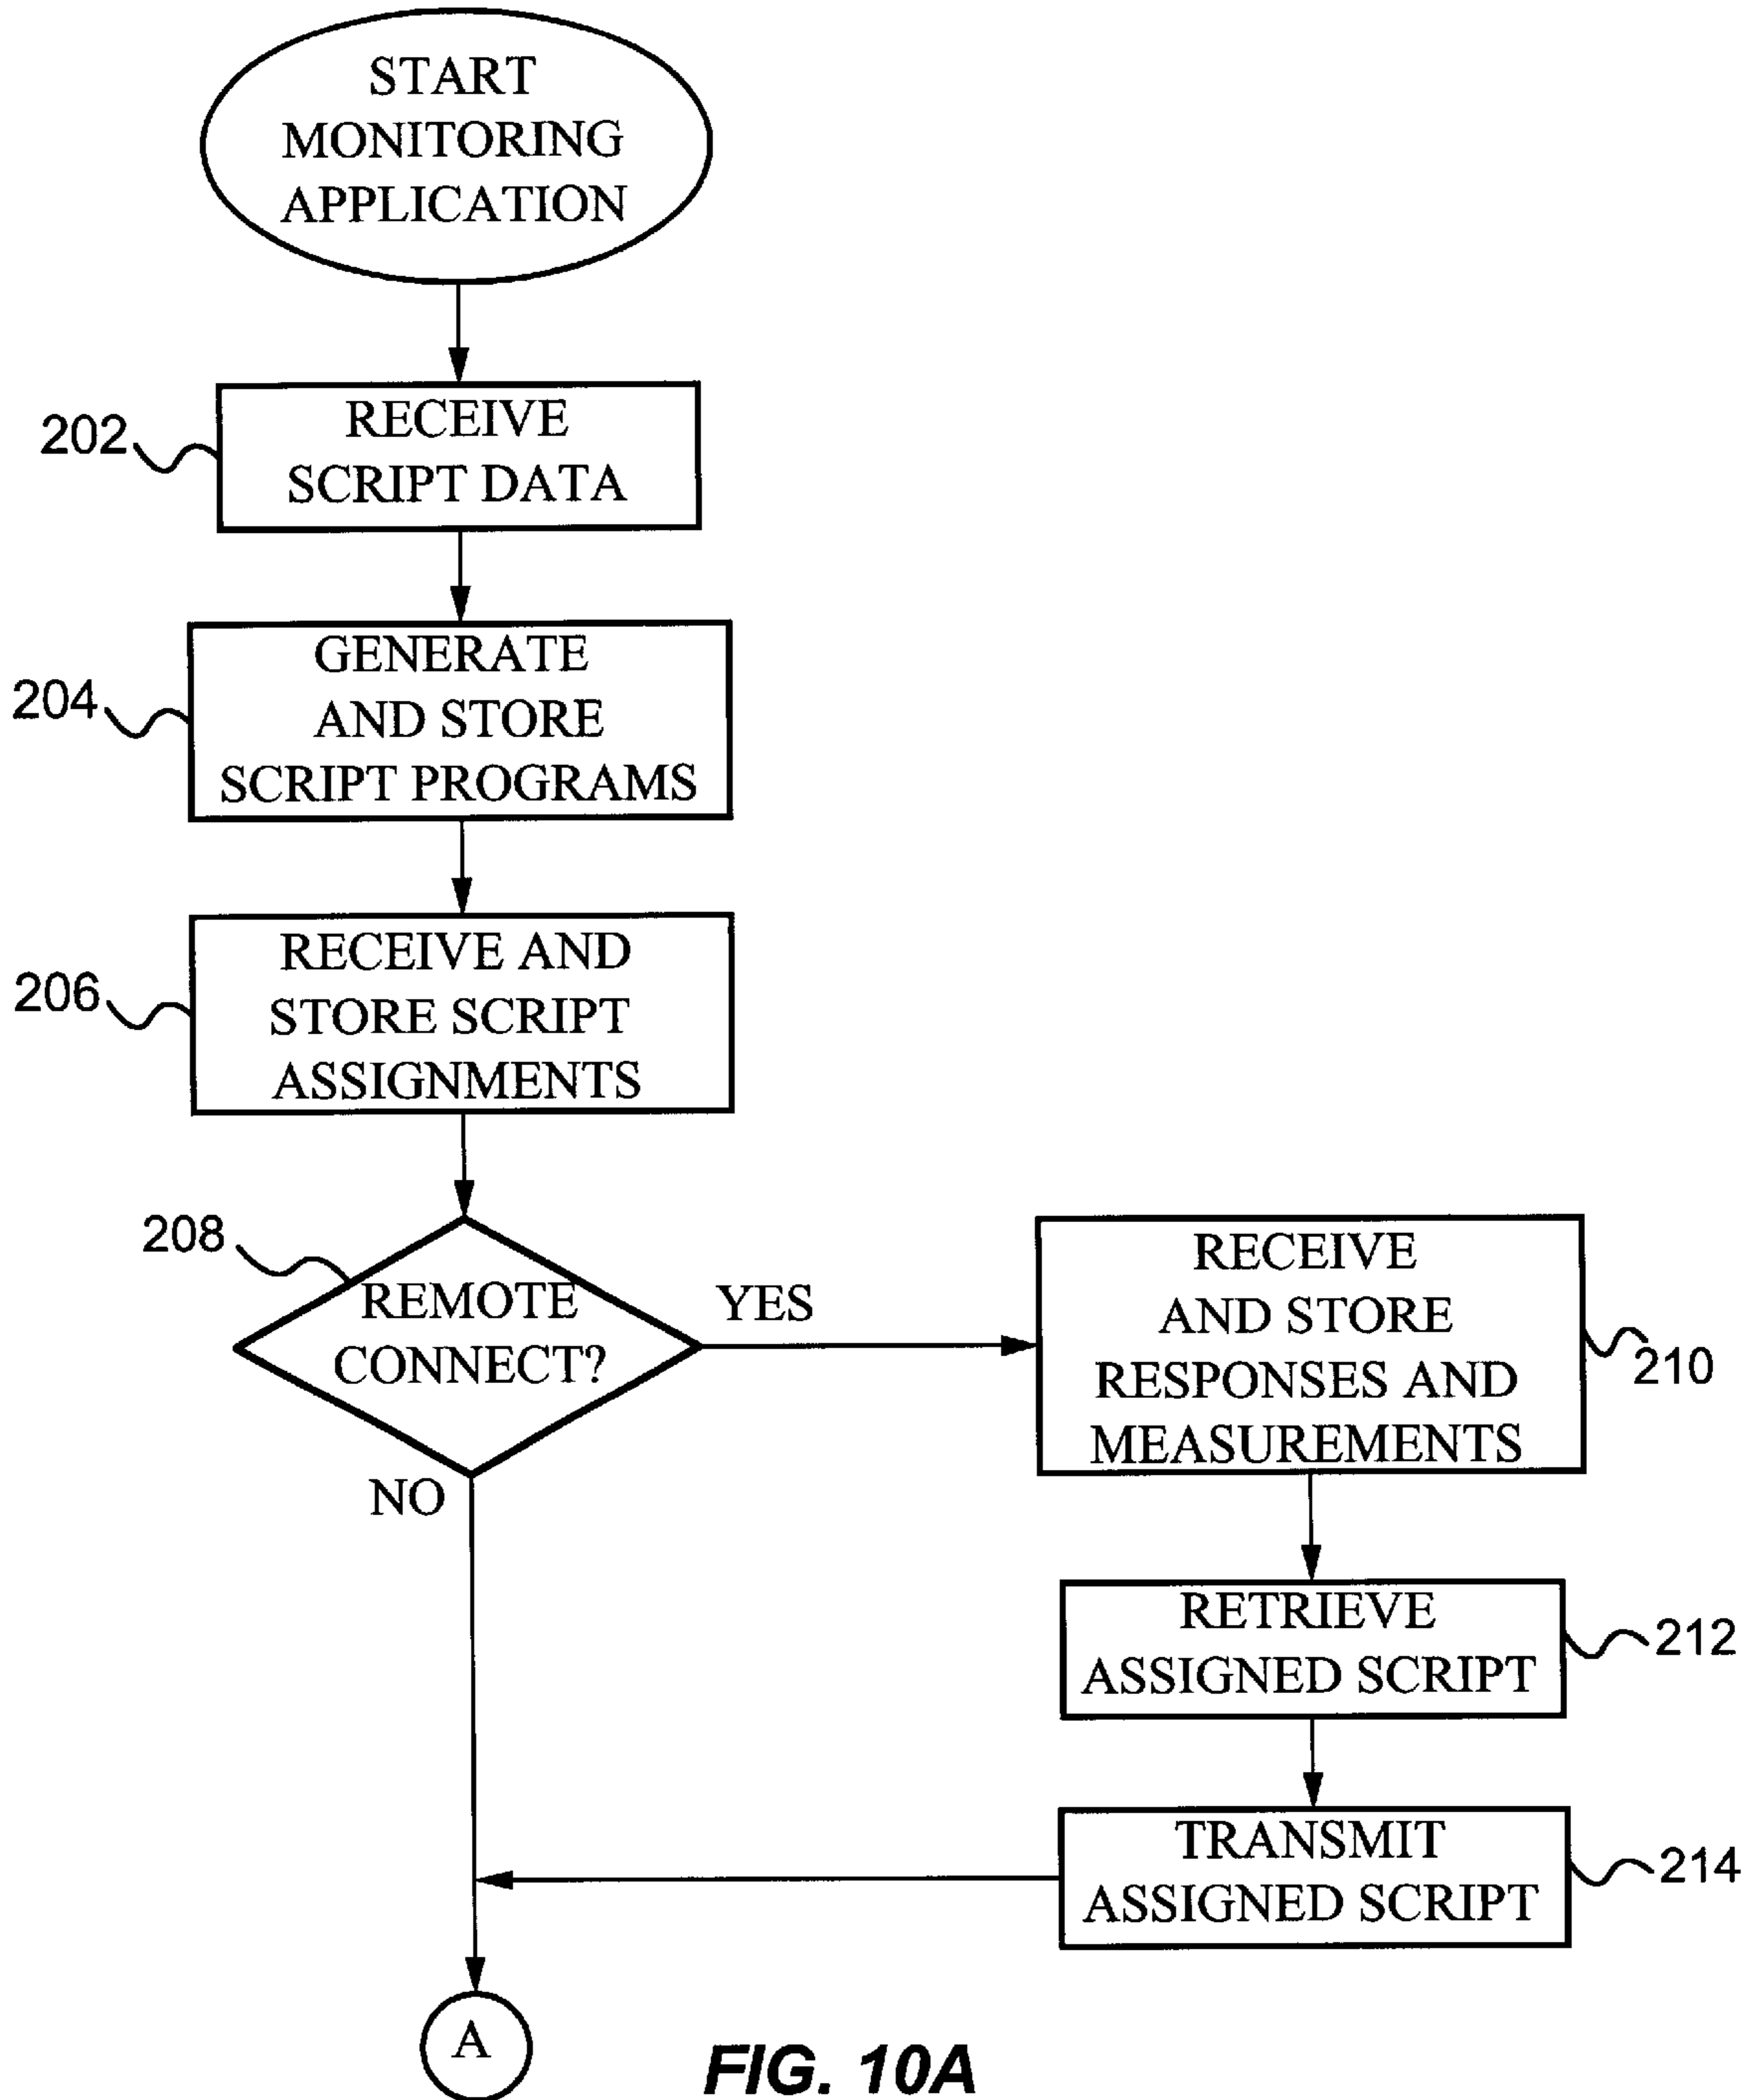 START
MONITORING
APPLICATION
202
RECEIVE
SCRIPT DATA
204
GENERATE
AND STORE
SCRIPT PROGRAMS
206
RECEIVE AND
STORE SCRIPT
ASSIGNMENTS
208
REMOTE
CONNECT?
YES
NO
RECEIVE
AND STORE
RESPONSES AND
MEASUREMENTS
210
RETRIEVE
ASSIGNED SCRIPT
212
TRANSMIT
ASSIGNED SCRIPT
214
A
FIG. 10A